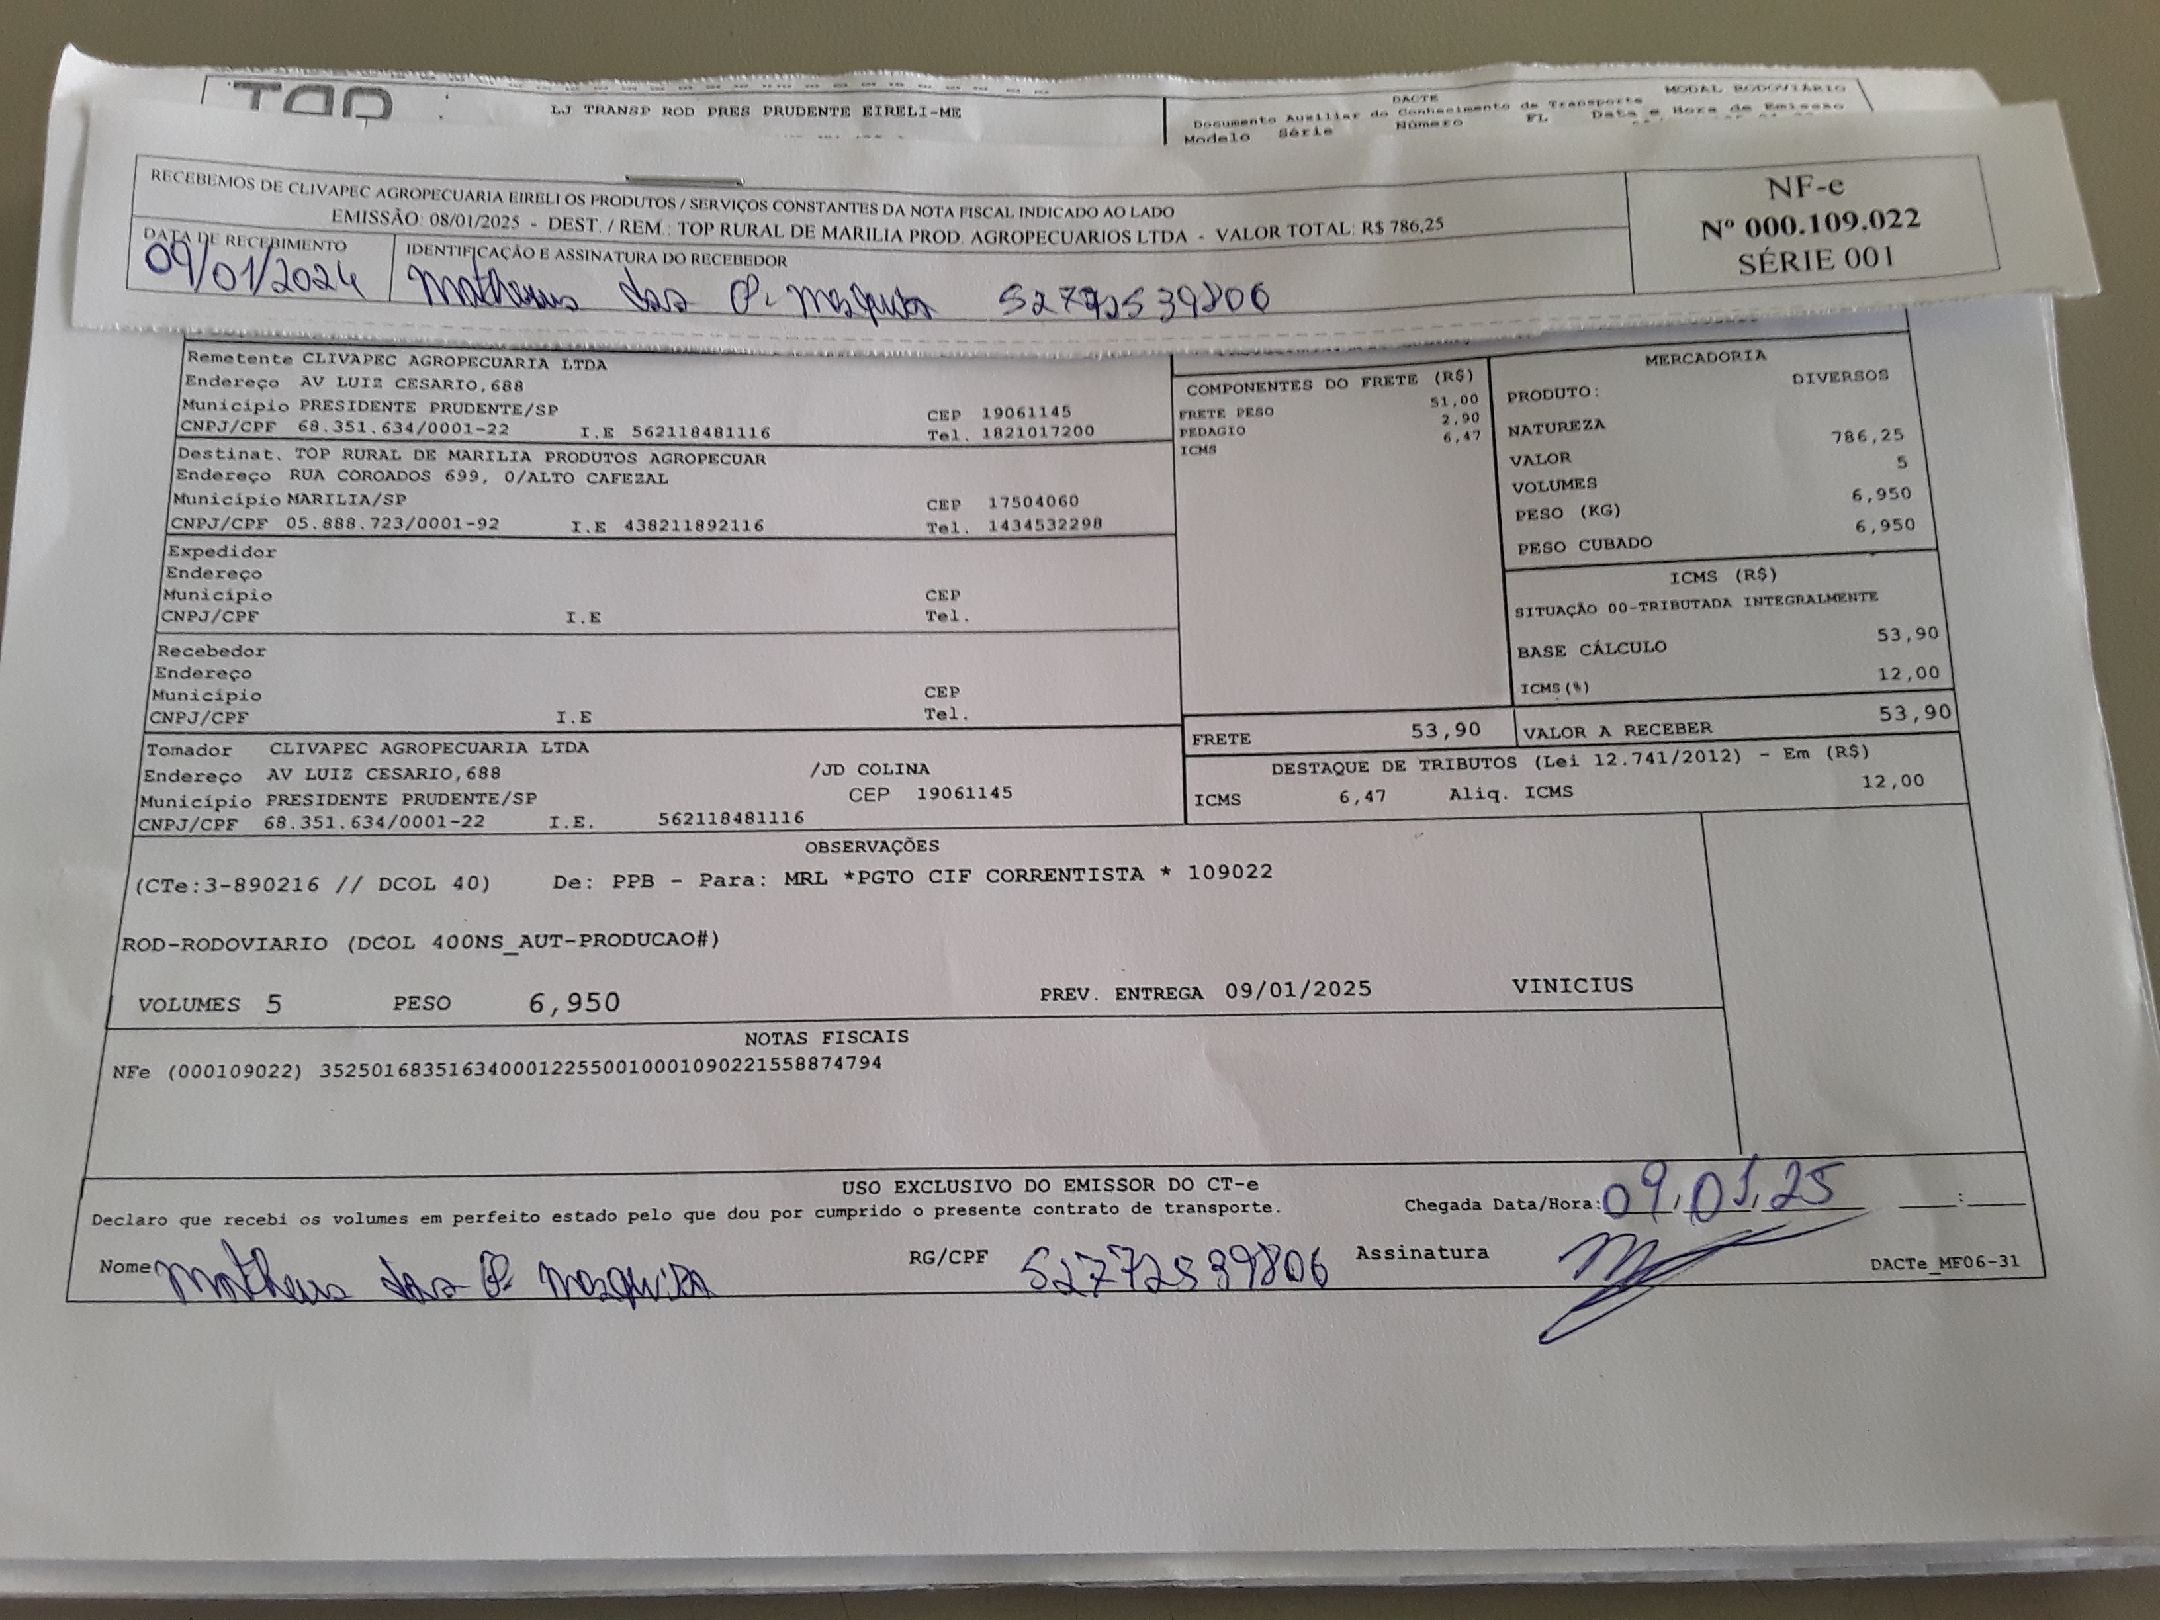 LJ TRANSP ROD PRES PRUDENTE EIRELI-ME
DACTE
MODAL RODOVIÁRIO
Documento Auxiliar do Conhecimento de Transporte
Modelo Série Número FL Data e Hora de Emissão
RECEBEMOS DE CLIVAPEC AGROPECUARIA EIRELI OS PRODUTOS / SERVIÇOS CONSTANTES DA NOTA FISCAL INDICADO AO LADO
EMISSÃO: 08/01/2025 - DEST. / REM.: TOP RURAL DE MARILIA PROD. AGROPECUARIOS LTDA - VALOR TOTAL: R$ 786,25
NF-e
Nº 000.109.022
SÉRIE 001
DATA DE RECEBIMENTO
09/01/2024
IDENTIFICAÇÃO E ASSINATURA DO RECEBEDOR
Matheus 52772539806
Remetente CLIVAPEC AGROPECUARIA LTDA
Endereço AV LUIZ CESARIO,688
Município PRESIDENTE PRUDENTE/SP CEP 19061145
CNPJ/CPF 68.351.634/0001-22 I.E 562118481116 Tel. 1821017200
Destinat. TOP RURAL DE MARILIA PRODUTOS AGROPECUAR
Endereço RUA COROADOS 699, 0/ALTO CAFEZAL
Município MARILIA/SP CEP 17504060
CNPJ/CPF 05.888.723/0001-92 I.E 438211892116 Tel. 1434532298
Expedidor
Endereço
Município CEP
CNPJ/CPF I.E Tel.
Recebedor
Endereço
Município CEP
CNPJ/CPF I.E Tel.
Tomador CLIVAPEC AGROPECUARIA LTDA
Endereço AV LUIZ CESARIO,688 /JD COLINA
Município PRESIDENTE PRUDENTE/SP CEP 19061145
CNPJ/CPF 68.351.634/0001-22 I.E. 562118481116
COMPONENTES DO FRETE (R$)
FRETE PESO 51,00
PEDAGIO 2,90
ICMS 6,47
MERCADORIA
PRODUTO: DIVERSOS
NATUREZA
VALOR 786,25
VOLUMES 5
PESO (KG) 6,950
PESO CUBADO 6,950
ICMS (R$)
SITUAÇÃO 00-TRIBUTADA INTEGRALMENTE
BASE CÁLCULO 53,90
ICMS(%) 12,00
FRETE 53,90 VALOR A RECEBER 53,90
DESTAQUE DE TRIBUTOS (Lei 12.741/2012) - Em (R$)
ICMS 6,47 Aliq. ICMS 12,00
OBSERVAÇÕES
(CTe:3-890216 // DCOL 40) De: PPB - Para: MRL *PGTO CIF CORRENTISTA * 109022
ROD-RODOVIARIO (DCOL 400NS_AUT-PRODUCAO#)
VOLUMES 5 PESO 6,950 PREV. ENTREGA 09/01/2025 VINICIUS
NOTAS FISCAIS
NFe (000109022) 35250168351634000122550010001090221558874794
USO EXCLUSIVO DO EMISSOR DO CT-e
Declaro que recebi os volumes em perfeito estado pelo que dou por cumprido o presente contrato de transporte.
Chegada Data/Hora: 09.01.25 __:__
Nome Matheus RG/CPF 52772539806 Assinatura
DACTe_MF06-31